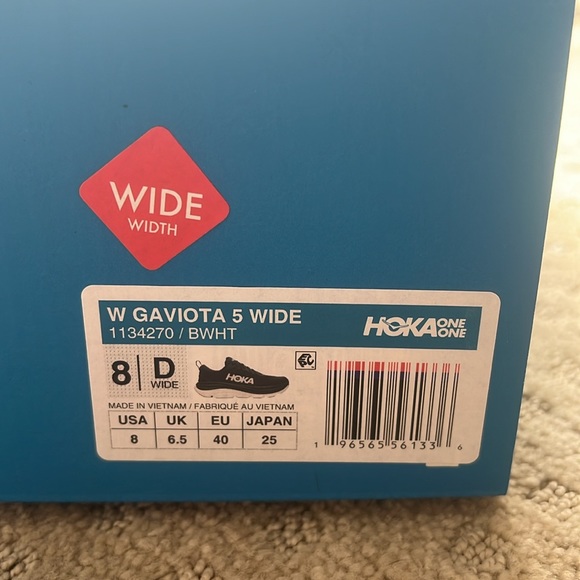 WIDE
WIDTH
W GAVIOTA 5 WIDE
1134270 / BWHT
HOKA ONE ONE
8 D WIDE
HOKA
MADE IN VIETNAM / FABRIQUÉ AU VIETNAM
USA UK EU JAPAN
8 6.5 40 25
1 96565 56133 6